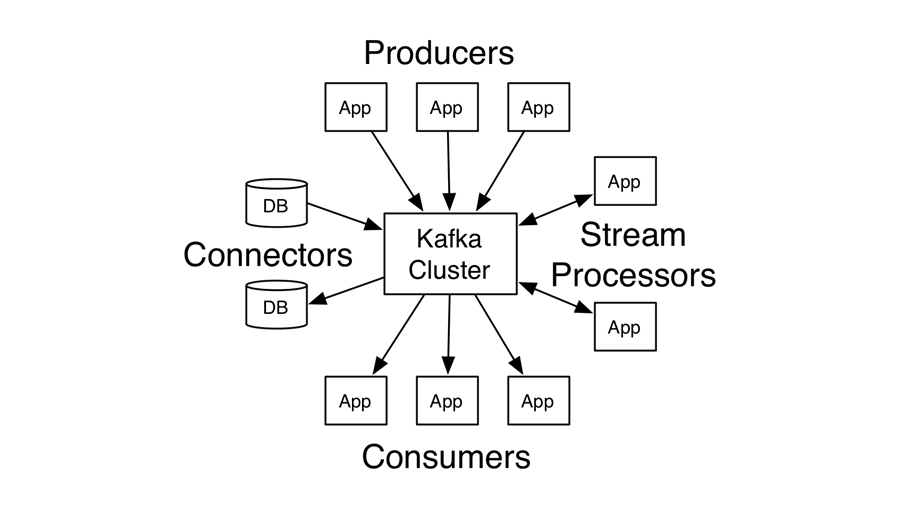 Producers
App
App
App
DB
App
Kafka
Cluster
Connectors
Stream
Processors
DB
App
App
App
App
Consumers